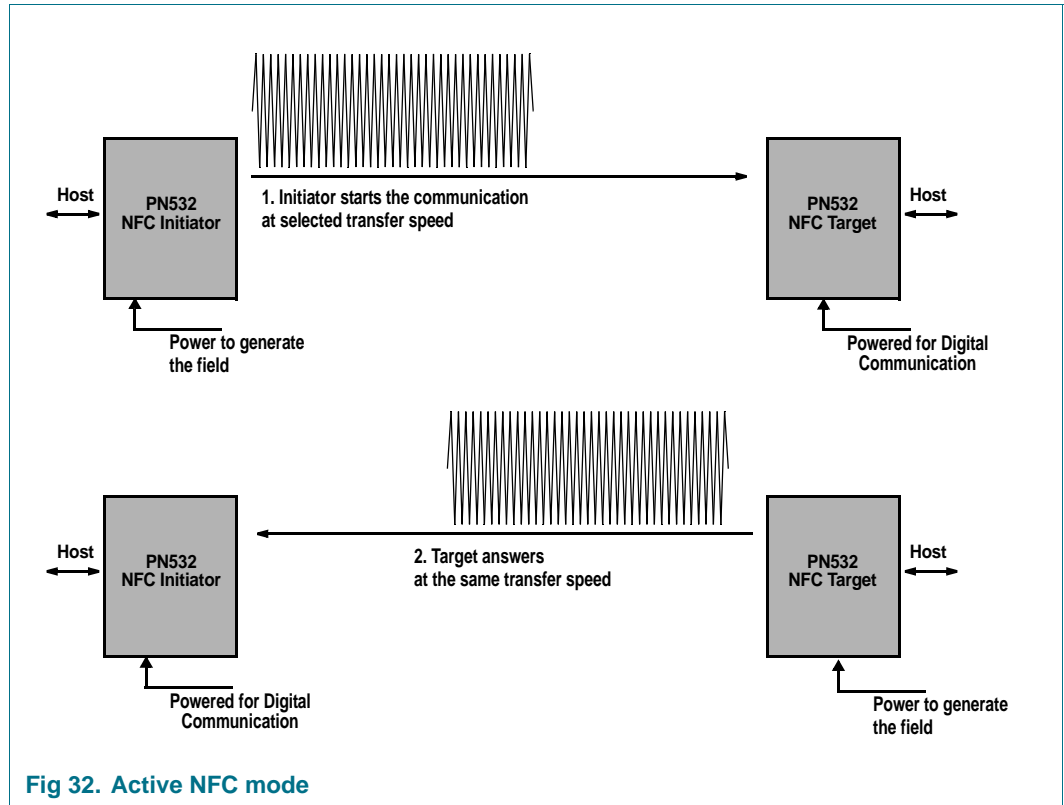 Host
PN532
NFC Initiator
1. Initiator starts the communication
at selected transfer speed
PN532
NFC Target
Host
Power to generate
the field
Powered for Digital
Communication
Host
PN532
NFC Initiator
2. Target answers
at the same transfer speed
PN532
NFC Target
Host
Powered for Digital
Communication
Power to generate
the field
Fig 32. Active NFC mode